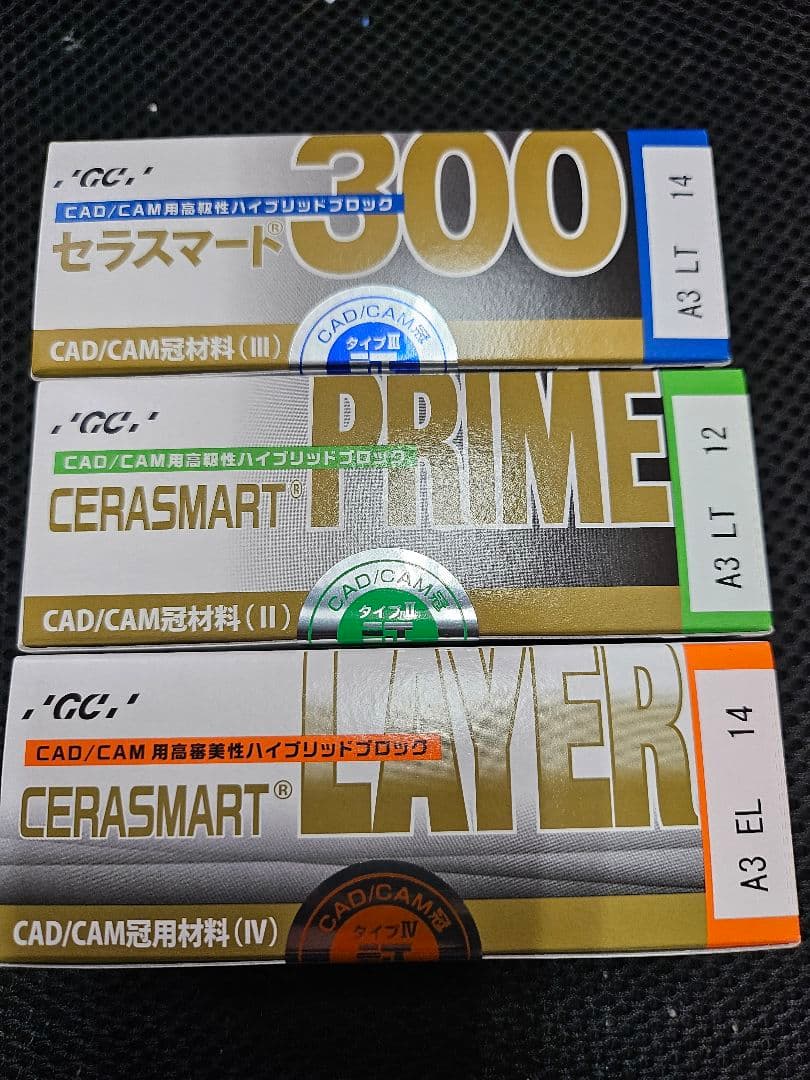 GC
300
CAD/CAM用高靱性ハイブリッドブロック
セラスマート®
CAD/CAM冠材料(III)
CAD/CAM冠
タイプIII
A3 LT 14
GC
PRIME
CAD/CAM用高靱性ハイブリッドブロック
CERASMART®
CAD/CAM冠材料(II)
CAD/CAM冠
タイプII
A3 LT 12
GC
LAYER
CAD/CAM用高審美性ハイブリッドブロック
CERASMART®
CAD/CAM冠用材料(IV)
CAD/CAM冠
タイプIV
A3 EL 14